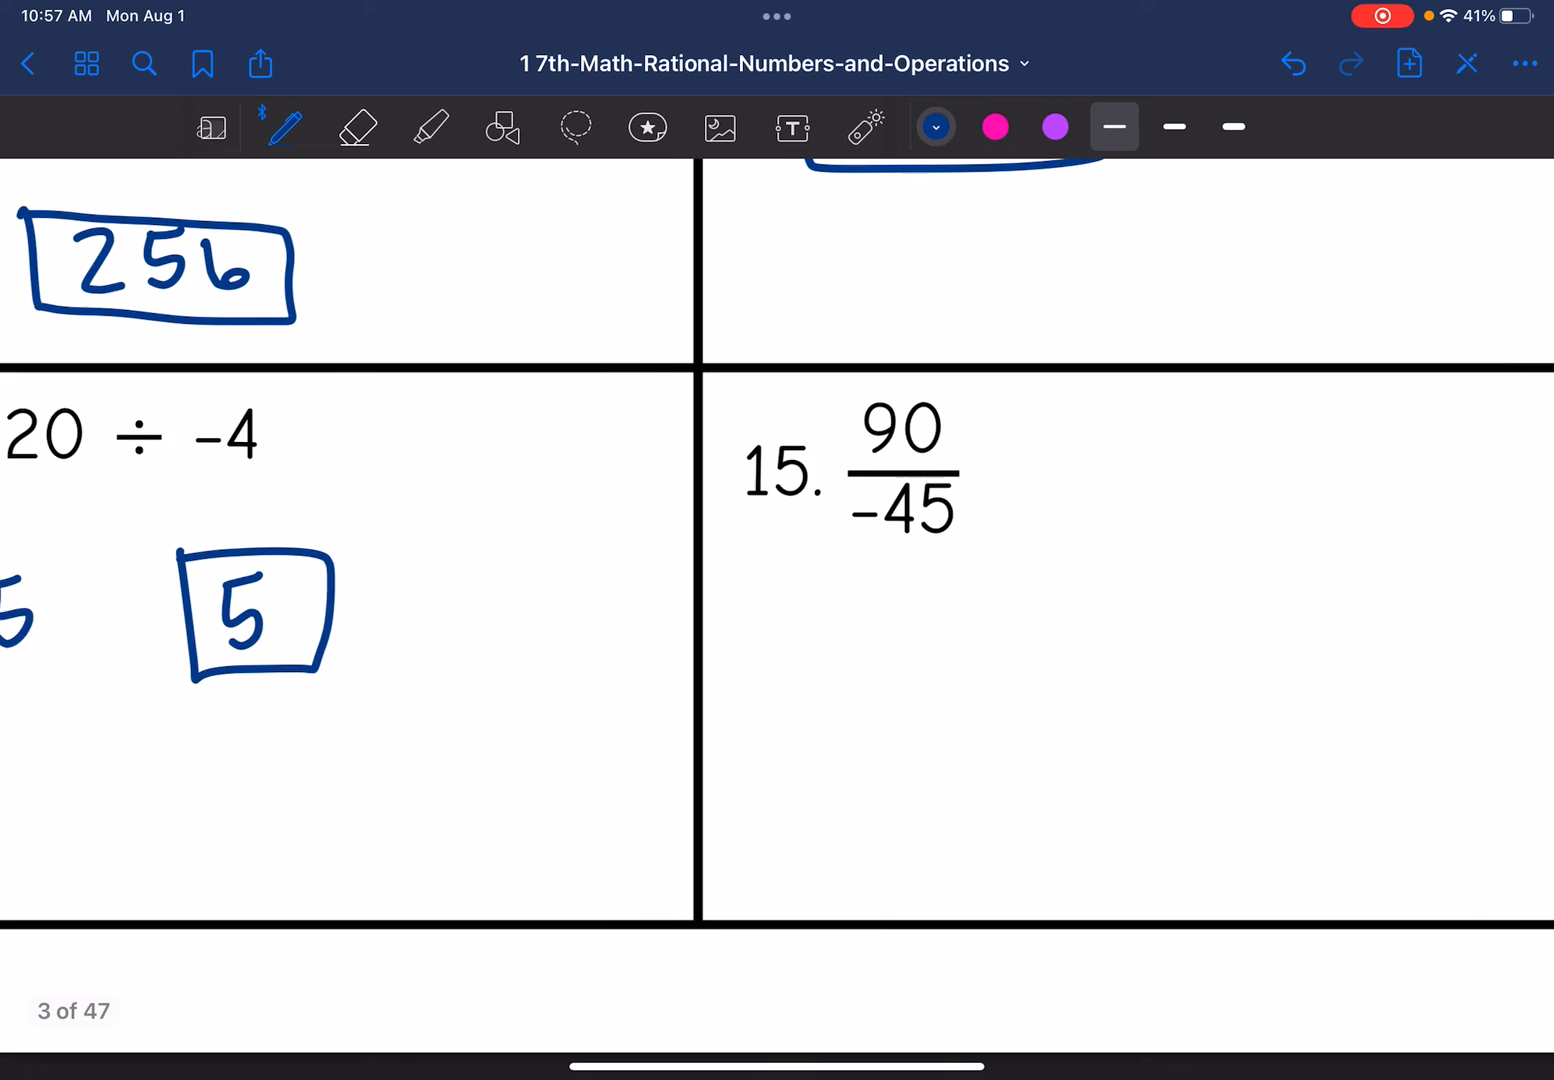 10:57 AM Mon Aug 1
41%
1 7th-Math-Rational-Numbers-and-Operations
T
256
20 ÷ -4
5
5
15. 90
-45
3 of 47